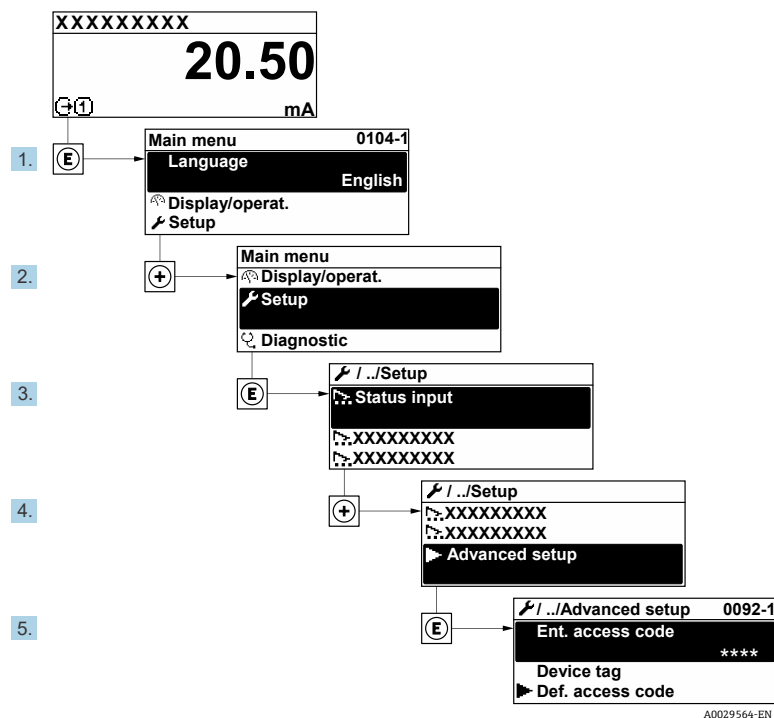 XXXXXXXXX
20.50
1 mA
1. E
Main menu 0104-1
Language
English
Display/operat.
Setup
2. +
Main menu
Display/operat.
Setup
Diagnostic
3. E
/ ../Setup
Status input
XXXXXXXXX
XXXXXXXXX
4. +
/ ../Setup
XXXXXXXXX
XXXXXXXXX
Advanced setup
5. E
/ ../Advanced setup 0092-1
Ent. access code
****
Device tag
Def. access code
A0029564-EN